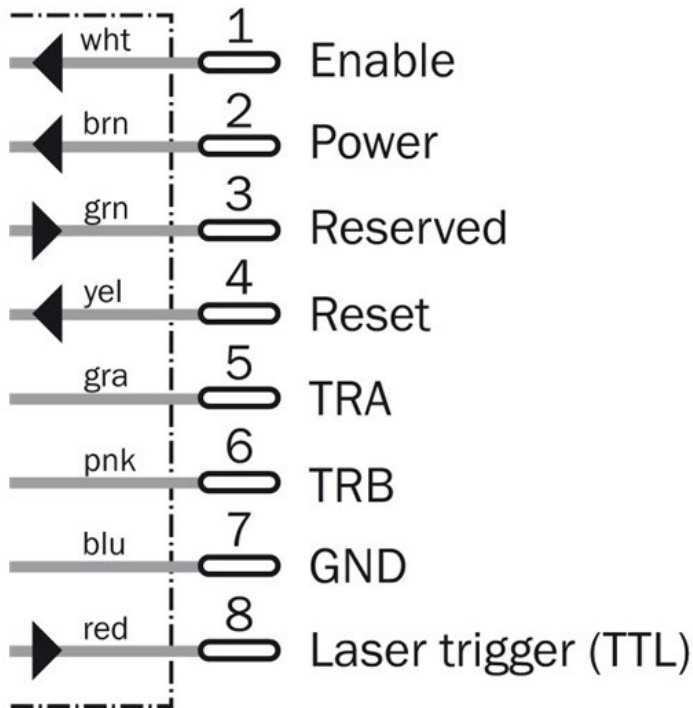 wht 1 Enable
brn 2 Power
grn 3 Reserved
yel 4 Reset
gra 5 TRA
pnk 6 TRB
blu 7 GND
red 8 Laser trigger (TTL)